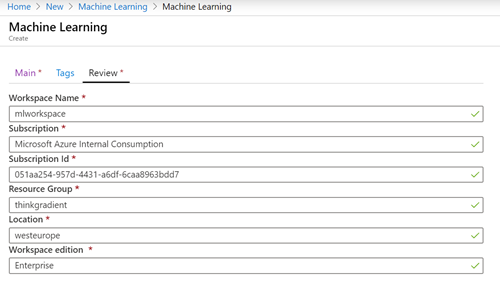 Home > New > Machine Learning > Machine Learning
Machine Learning
Create
Main * Tags Review *
Workspace Name *
mlworkspace
Subscription *
Microsoft Azure Internal Consumption
Subscription Id *
051aa254-957d-4431-a6df-6caa8963bdd7
Resource Group *
thinkgradient
Location *
westeurope
Workspace edition *
Enterprise